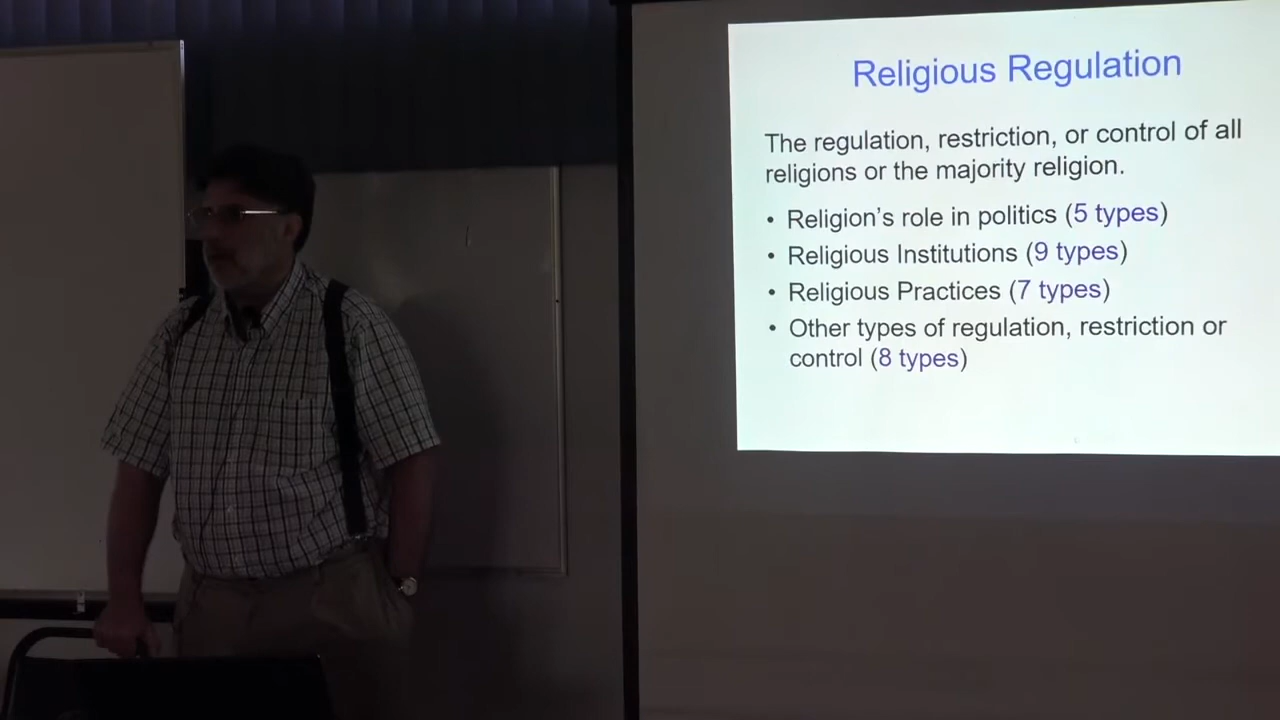 Religious Regulation
The regulation, restriction, or control of all
religions or the majority religion.
• Religion's role in politics (5 types)
• Religious Institutions (9 types)
• Religious Practices (7 types)
• Other types of regulation, restriction or
control (8 types)